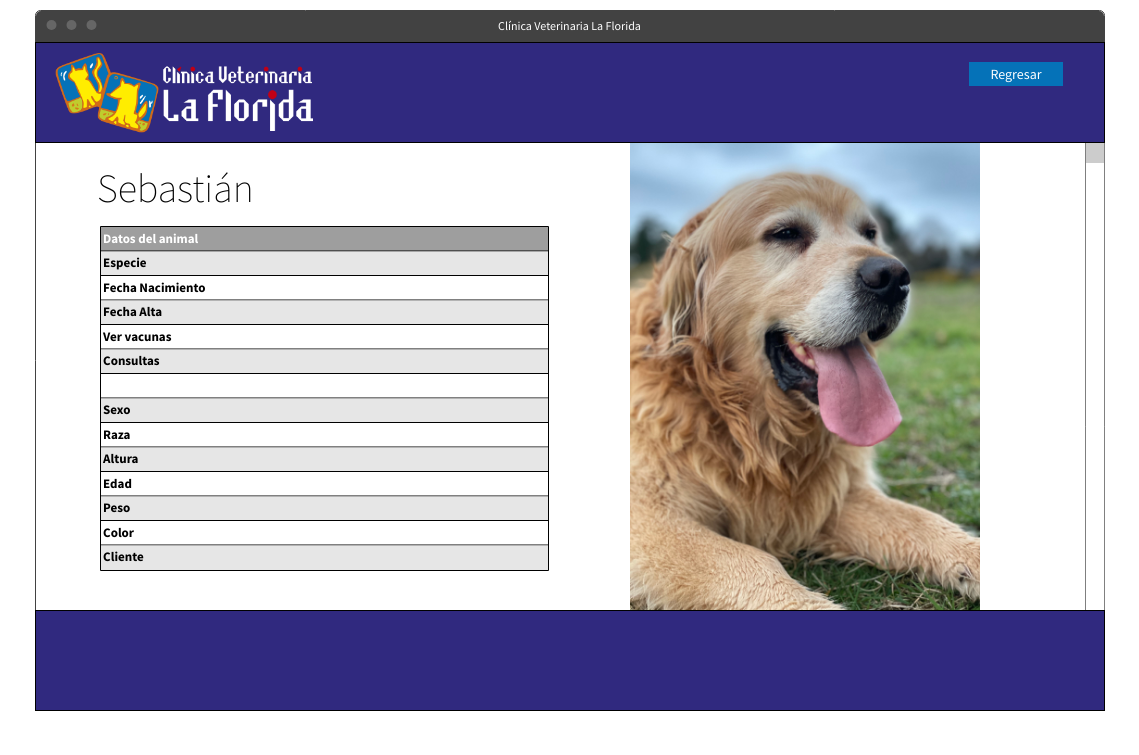 Clínica Veterinaria La Florida
Clínica Veterinaria
La Florida
Regresar
Sebastián
Datos del animal
Especie
Fecha Nacimiento
Fecha Alta
Ver vacunas
Consultas
Sexo
Raza
Altura
Edad
Peso
Color
Cliente